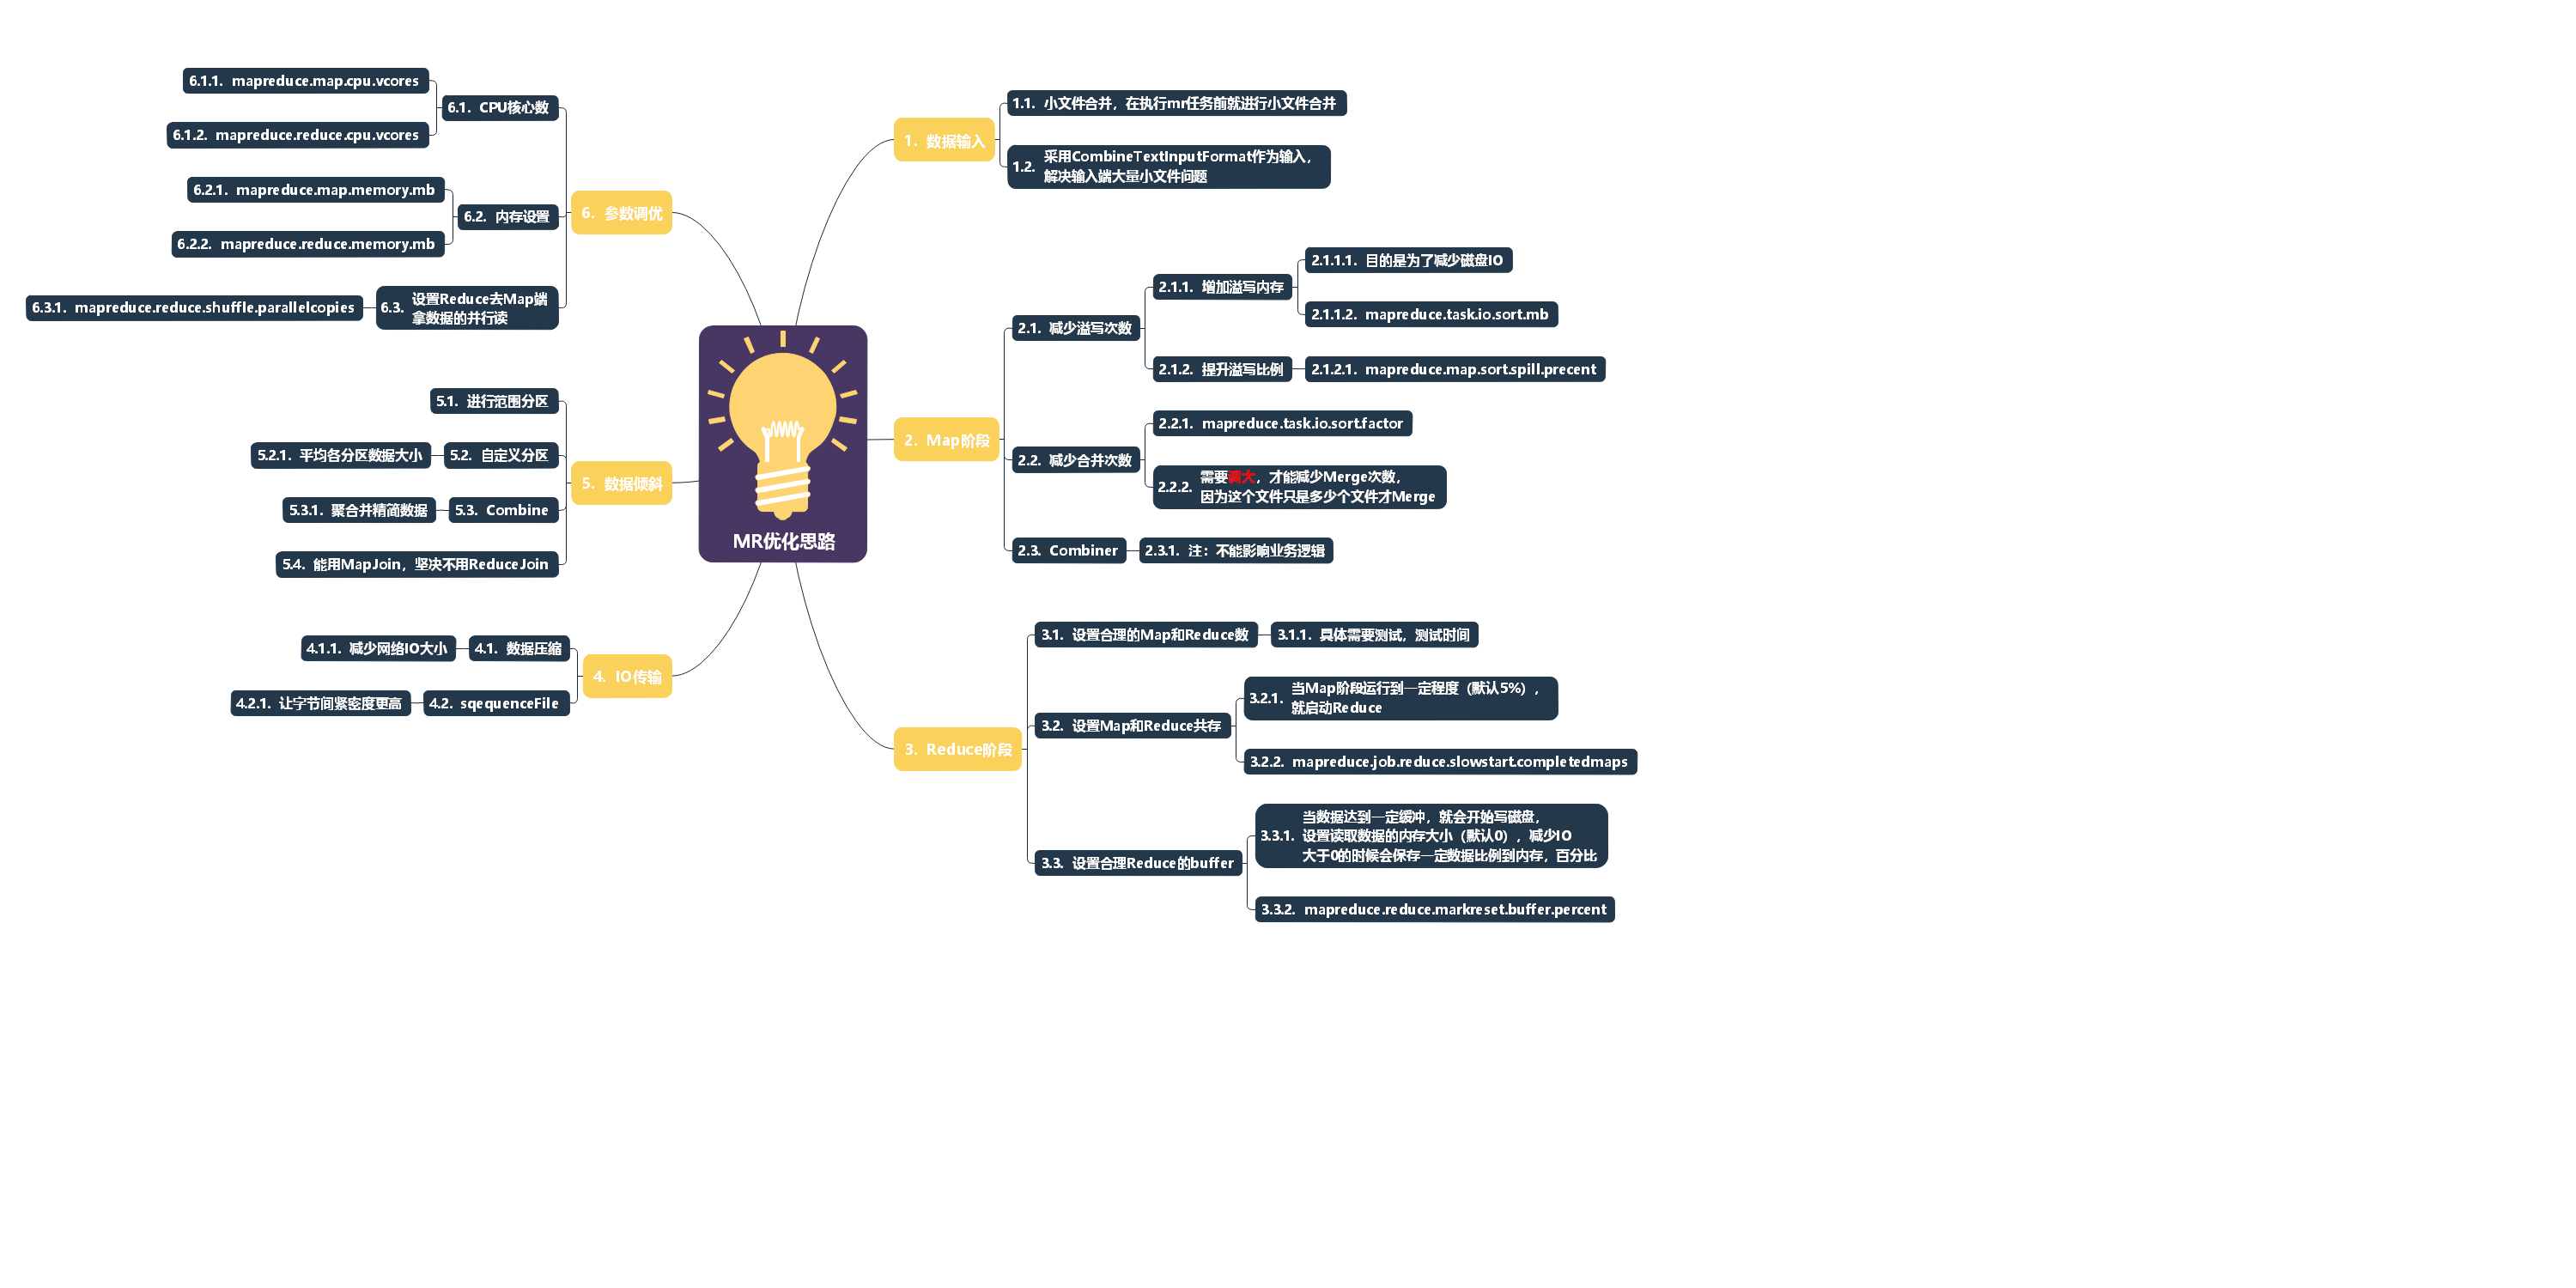 MR优化思路
1. 数据输入
1.1. 小文件合并，在执行mr任务前就进行小文件合并
1.2. 采用CombineTextInputFormat作为输入，
解决输入端大量小文件问题
2. Map阶段
2.1. 减少溢写次数
2.1.1. 增加溢写内存
2.1.1.1. 目的是为了减少磁盘IO
2.1.1.2. mapreduce.task.io.sort.mb
2.1.2. 提升溢写比例
2.1.2.1. mapreduce.map.sort.spill.precent
2.2. 减少合并次数
2.2.1. mapreduce.task.io.sort.factor
2.2.2. 需要调大，才能减少Merge次数，
因为这个文件只是多少个文件才Merge
2.3. Combiner
2.3.1. 注：不能影响业务逻辑
3. Reduce阶段
3.1. 设置合理的Map和Reduce数
3.1.1. 具体需要测试，测试时间
3.2. 设置Map和Reduce共存
3.2.1. 当Map阶段运行到一定程度（默认5%），
就启动Reduce
3.2.2. mapreduce.job.reduce.slowstart.completedmaps
3.3. 设置合理Reduce的buffer
3.3.1. 当数据达到一定缓冲，就会开始写磁盘，
设置读取数据的内存大小（默认0），减少IO
大于0的时候会保存一定数据比例到内存，百分比
3.3.2. mapreduce.reduce.markreset.buffer.percent
4. IO传输
4.1. 数据压缩
4.1.1. 减少网络IO大小
4.2. sqequenceFile
4.2.1. 让字节间紧密度更高
5. 数据倾斜
5.1. 进行范围分区
5.2. 自定义分区
5.2.1. 平均各分区数据大小
5.3. Combine
5.3.1. 聚合并精简数据
5.4. 能用MapJoin，坚决不用ReduceJoin
6. 参数调优
6.1. CPU核心数
6.1.1. mapreduce.map.cpu.vcores
6.1.2. mapreduce.reduce.cpu.vcores
6.2. 内存设置
6.2.1. mapreduce.map.memory.mb
6.2.2. mapreduce.reduce.memory.mb
6.3. 设置Reduce去Map端
拿数据的并行读
6.3.1. mapreduce.reduce.shuffle.parallelcopies